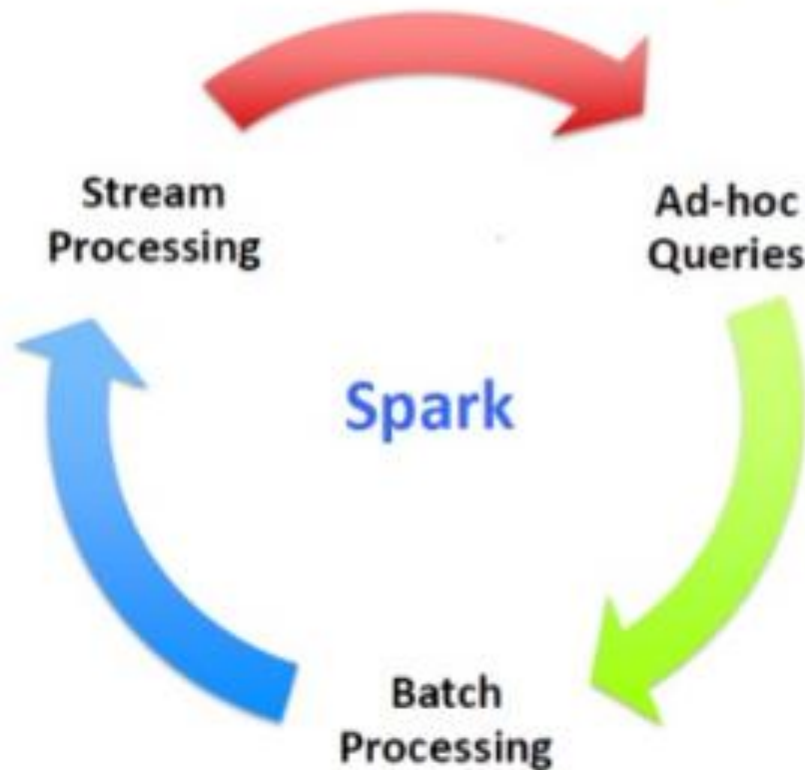 Stream
Processing
Ad-hoc
Queries
Spark
Batch
Processing